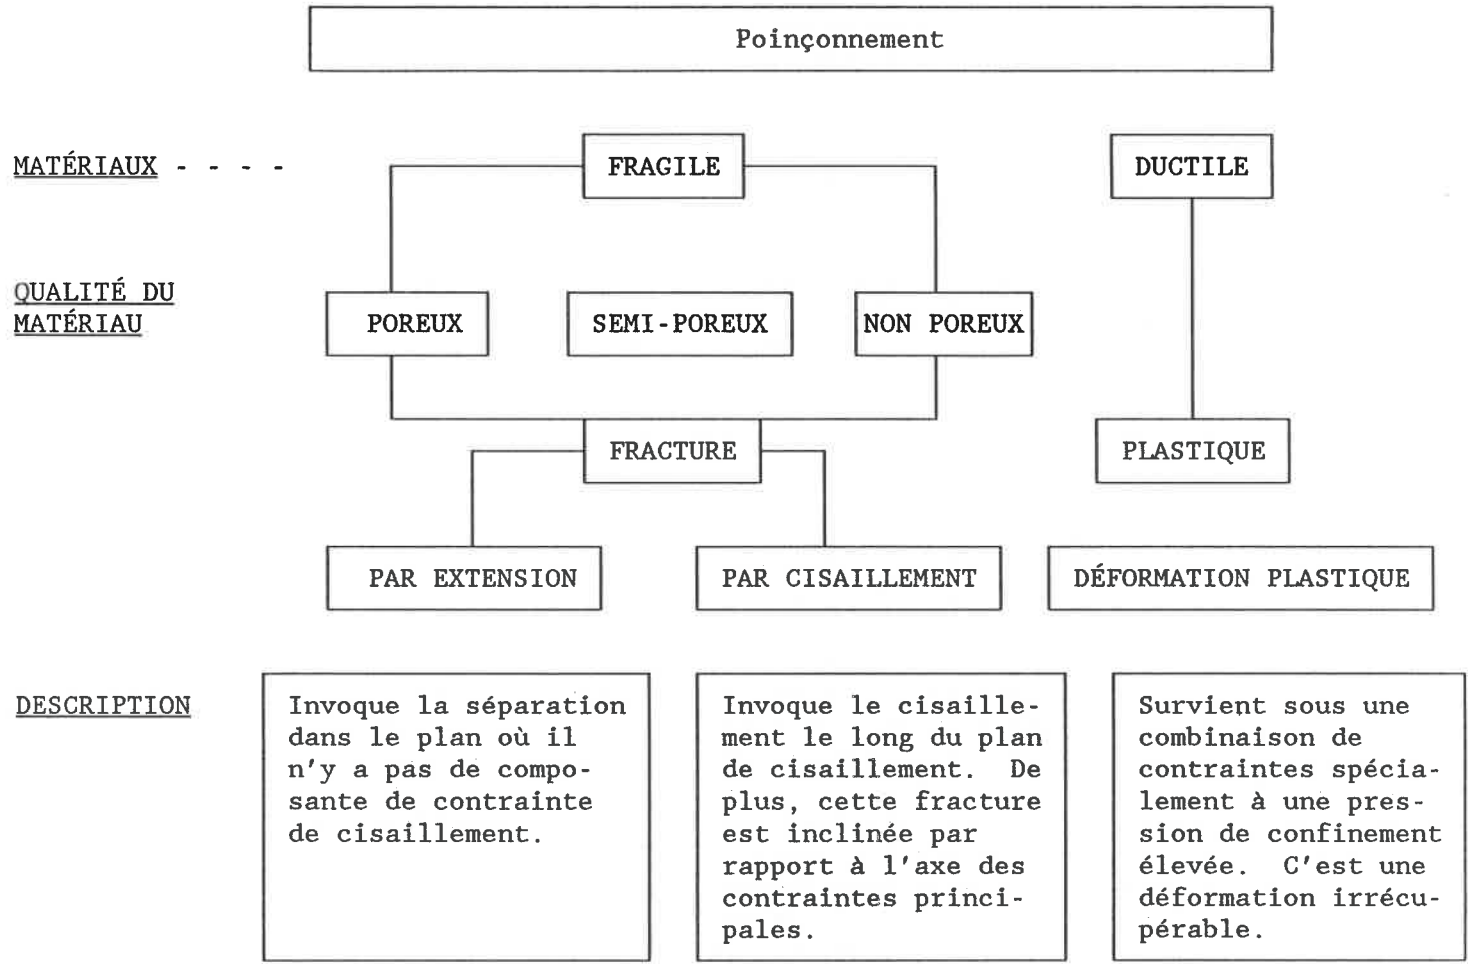 Poinçonnement
MATÉRIAUX - - - -
FRAGILE
DUCTILE
QUALITÉ DU
MATÉRIAU
POREUX
SEMI-POREUX
NON POREUX
FRACTURE
PLASTIQUE
PAR EXTENSION
PAR CISAILLEMENT
DÉFORMATION PLASTIQUE
DESCRIPTION
Invoque la séparation
dans le plan où il
n'y a pas de compo-
sante de contrainte
de cisaillement.
Invoque le cisaille-
ment le long du plan
de cisaillement. De
plus, cette fracture
est inclinée par
rapport à l'axe des
contraintes princi-
pales.
Survient sous une
combinaison de
contraintes spécia-
lement à une pres-
sion de confinement
élevée. C'est une
déformation irrécu-
pérable.